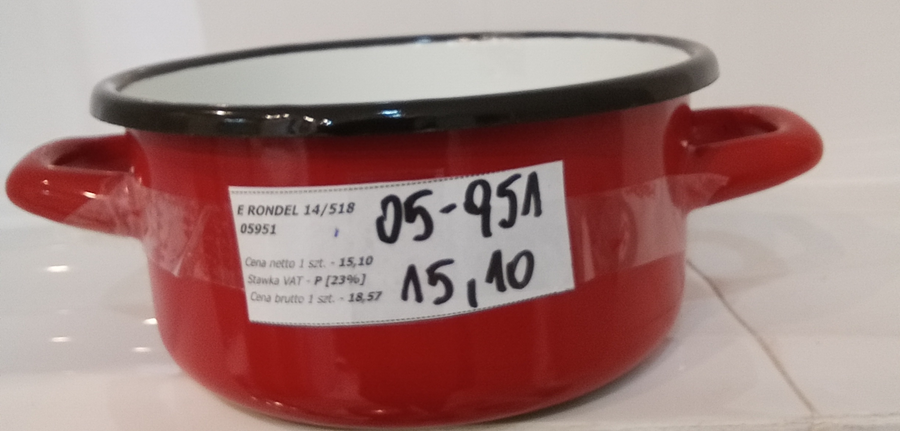 E RONDEL 14/518
05951
Cena netto 1 szt. - 15,10
Stawka VAT - P [23%]
Cena brutto 1 szt. - 18,57
05-951
15,10